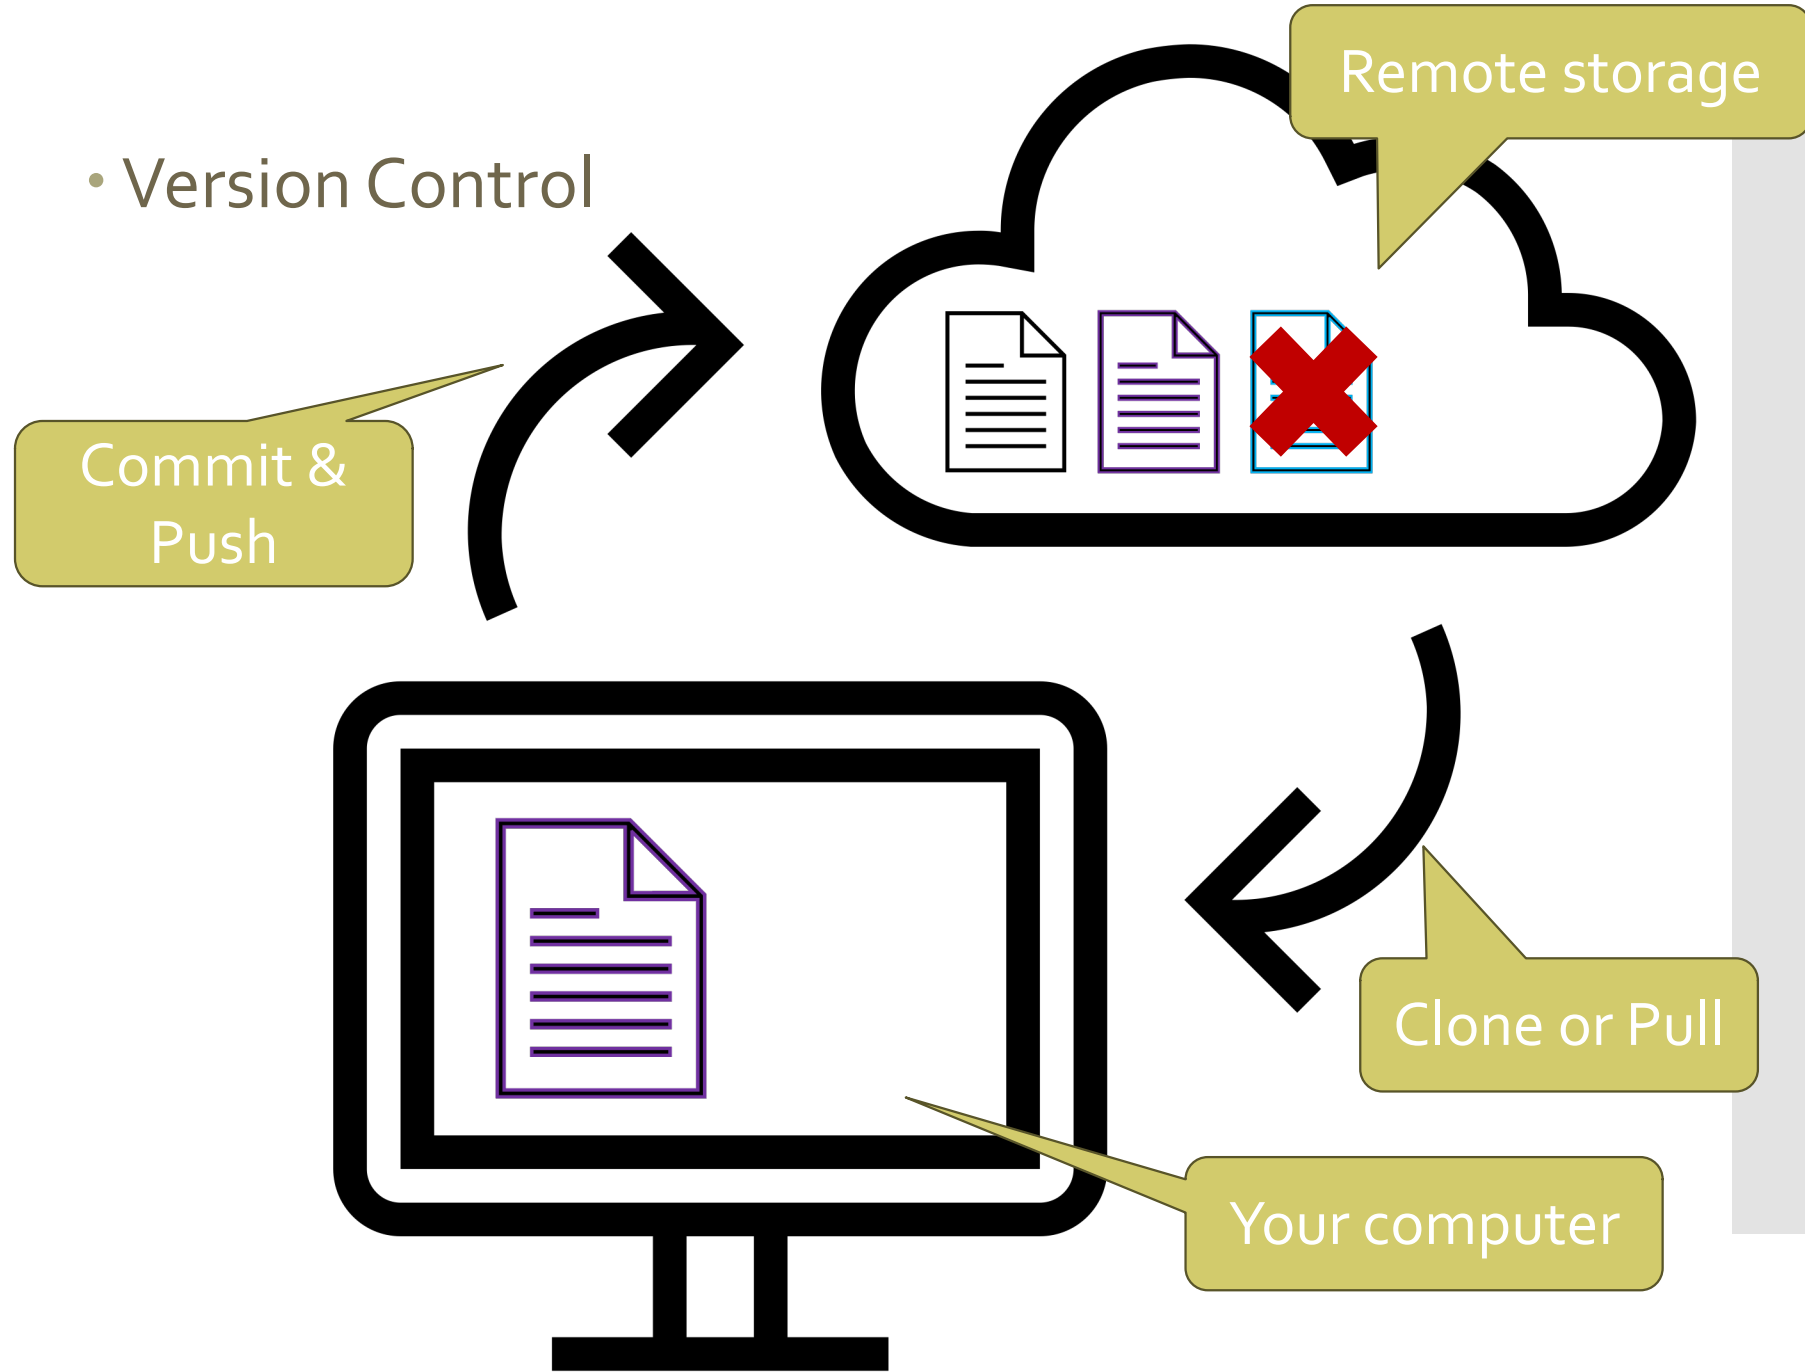 • Version Control
Remote storage
Commit &
Push
Clone or Pull
Your computer